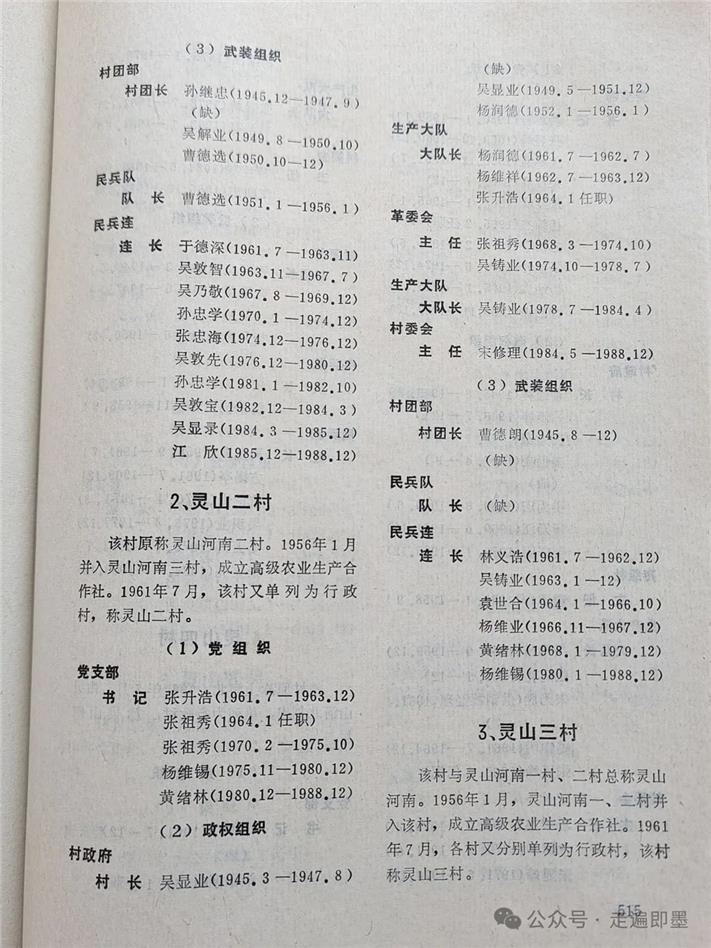 （3）武装组织
村团部
村团长 孙继忠(1945.12—1947.9)
(缺)
吴解业(1949.8—1950.10)
曹德选(1950.10—12)
民兵队
队长 曹德选(1951.1—1956.1)
民兵连
连长 于德深(1961.7—1963.11)
吴敦智(1963.11—1967.7)
吴乃敬(1967.8—1969.12)
孙忠学(1970.1—1974.12)
张忠海(1974.12—1976.12)
吴敦先(1976.12—1980.12)
孙忠学(1981.1—1982.10)
吴敦宝(1982.12—1984.3)
吴显录(1984.3—1985.12)
江欣(1985.12—1988.12)
2、灵山二村
该村原称灵山河南二村。1956年1月
并入灵山河南三村，成立高级农业生产合
作社。1961年7月，该村又单列为行政
村，称灵山二村。
（1）党组织
党支部
书记 张升浩(1961.7—1963.12)
张祖秀(1964.1任职)
张祖秀(1970.2—1975.10)
杨维锡(1975.11—1980.12)
黄绪林(1980.12—1988.12)
（2）政权组织
村政府
村长 吴显业(1945.3—1947.8)
(缺)
吴显业(1949.5—1951.12)
杨润德(1952.1—1956.1)
生产大队
大队长 杨润德(1961.7—1962.7)
杨维祥(1962.7—1963.12)
张升浩(1964.1任职)
革委会
主任 张祖秀(1968.3—1974.10)
吴铸业(1974.10—1978.7)
生产大队
大队长 吴铸业(1978.7—1984.4)
村委会
主任 宋修理(1984.5—1988.12)
（3）武装组织
村团部
村团长 曹德朗(1945.8—12)
(缺)
民兵队
队长 (缺)
民兵连
连长 林义浩(1961.7—1962.12)
吴铸业(1963.1—12)
袁世合(1964.1—1966.10)
杨维业(1966.11—1967.12)
黄绪林(1968.1—1979.12)
杨维锡(1980.1—1988.12)
3、灵山三村
该村与灵山河南一村、二村总称灵山
河南。1956年1月，灵山河南一、二村并
入该村，成立高级农业生产合作社。1961
年7月，各村又分别单列为行政村，该村
称灵山三村。
515
公众号·走遍即墨